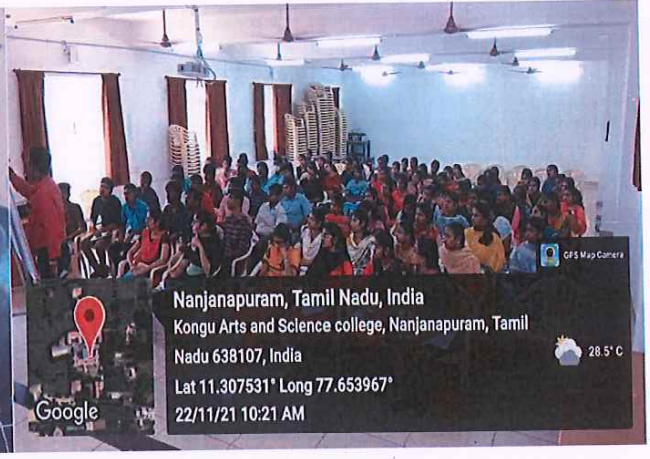 GPS Map Camera
Nanjanapuram, Tamil Nadu, India
Kongu Arts and Science college, Nanjanapuram, Tamil
Nadu 638107, India
28.5° C
Lat 11.307531° Long 77.653967°
22/11/21 10:21 AM
Google